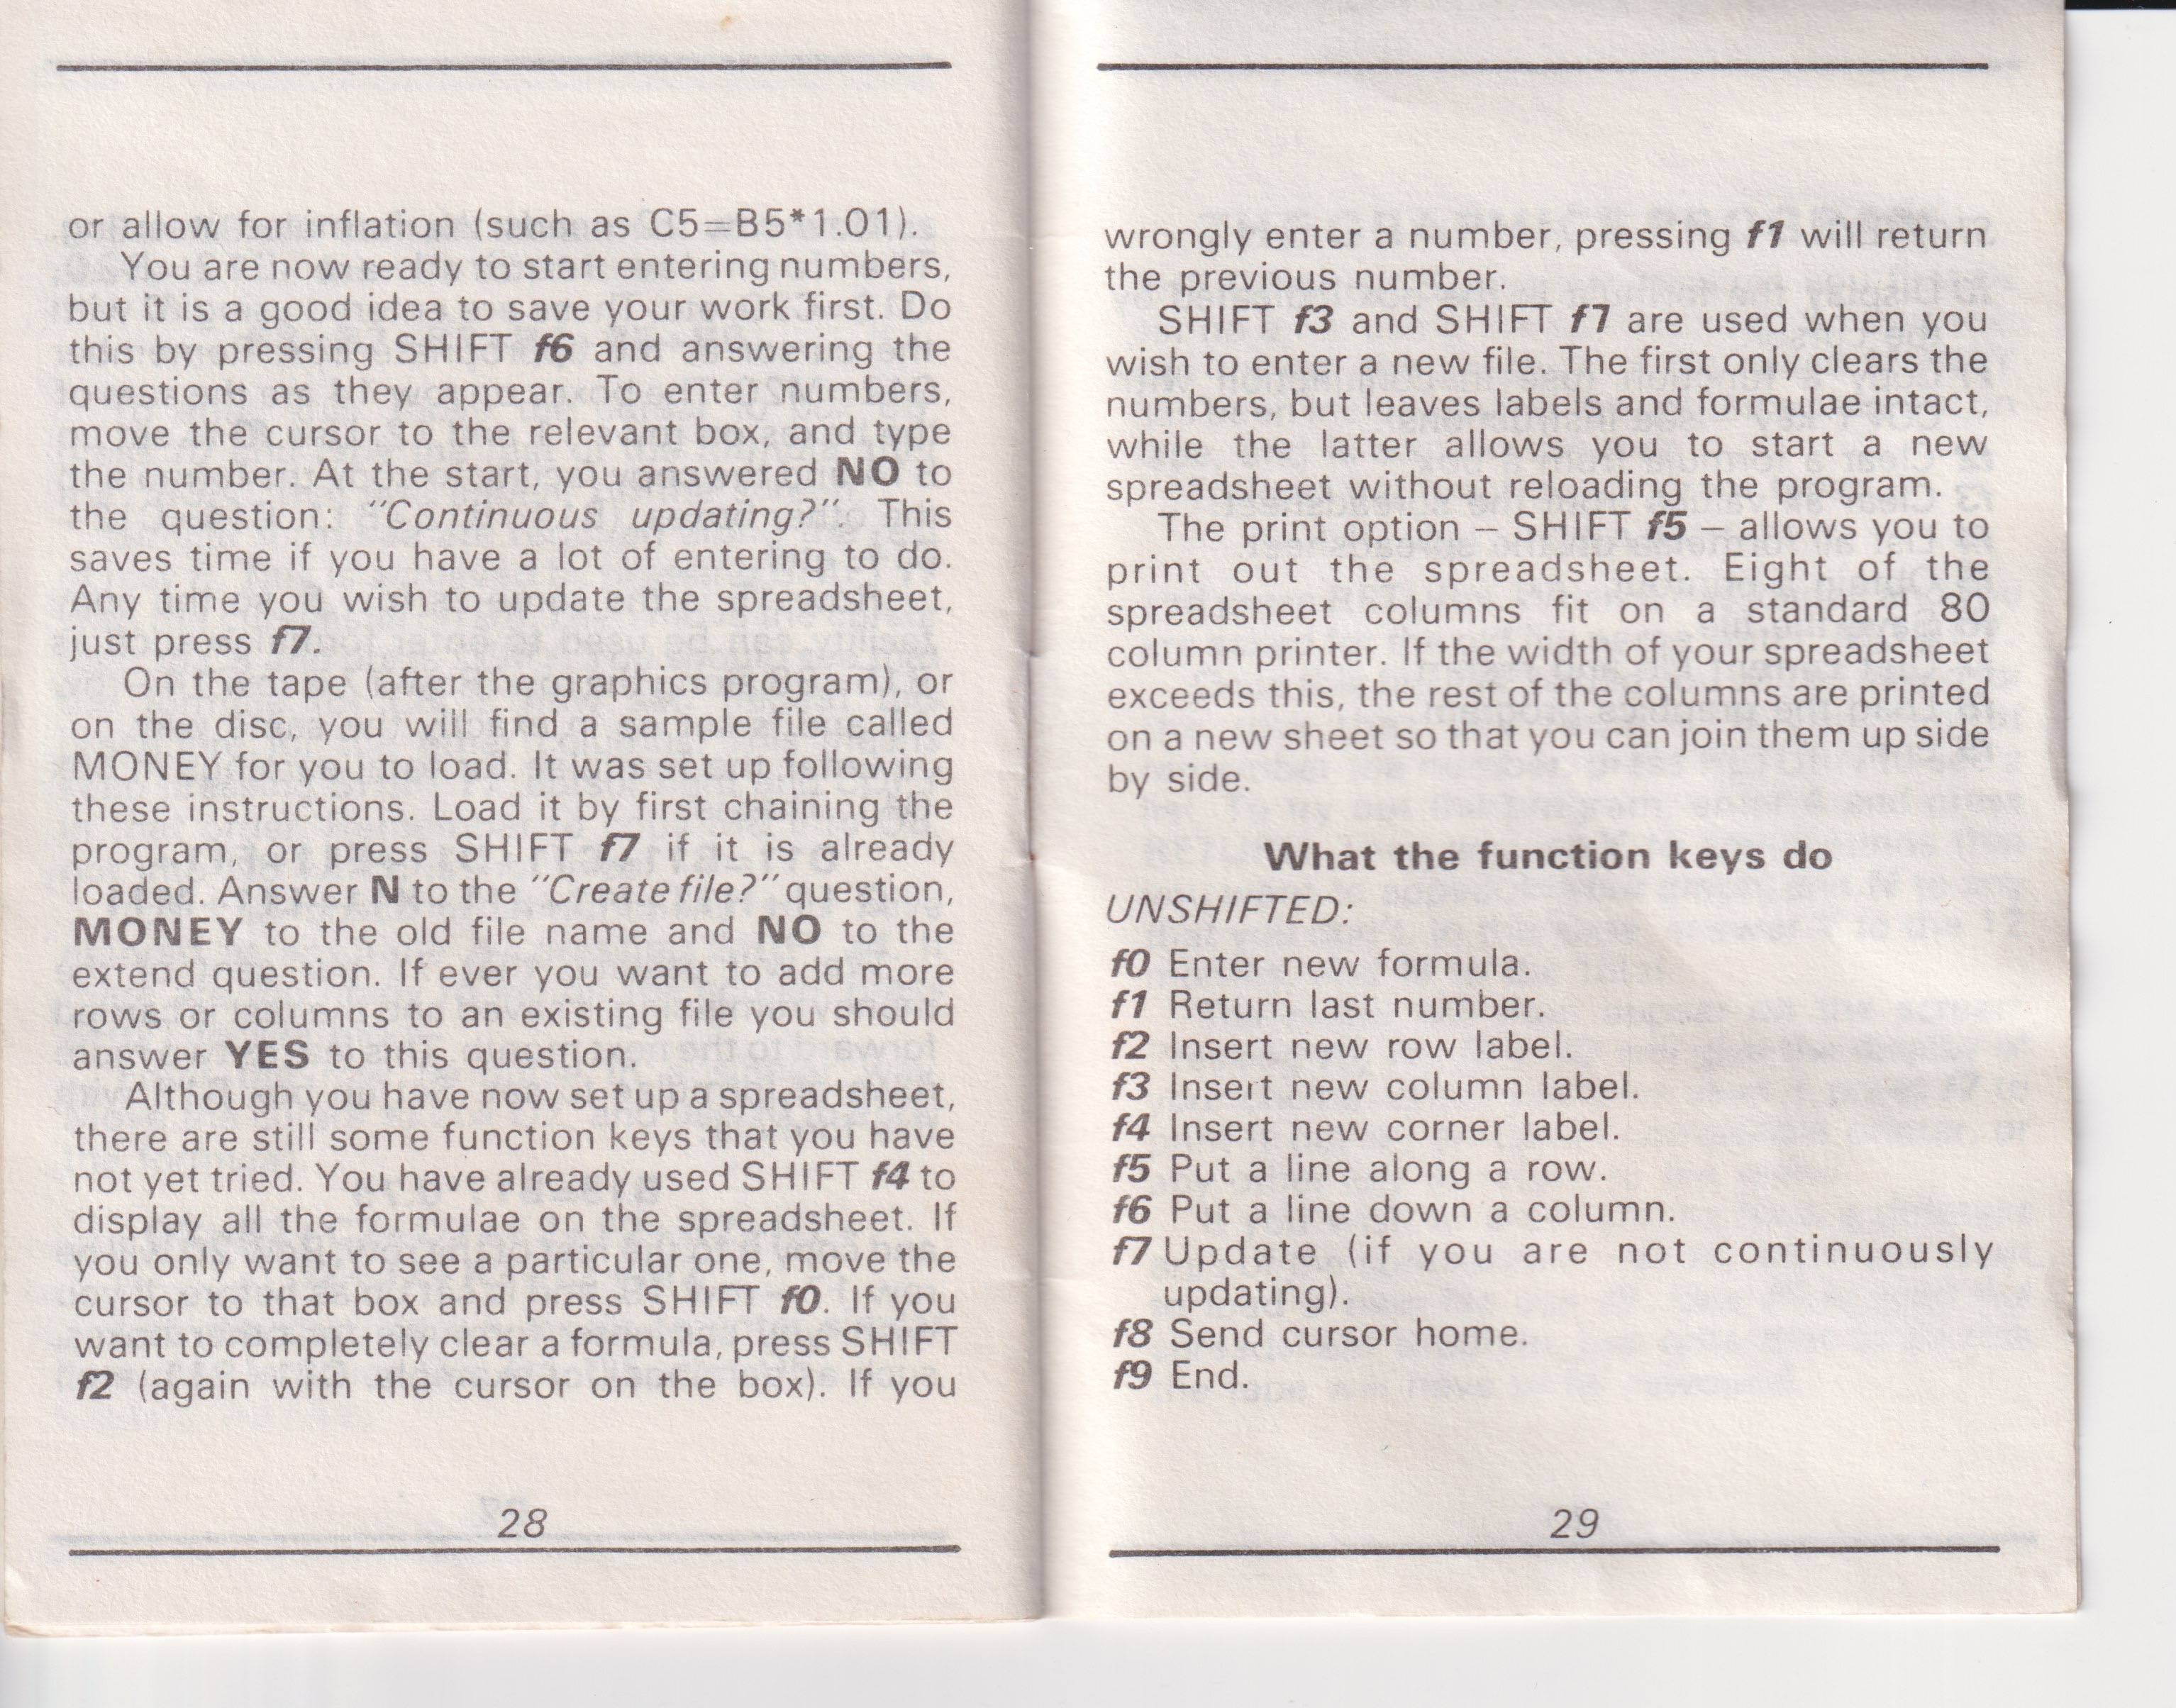 or allow for inflation (such as C5=B5*1.01).
You are now ready to start entering numbers,
but it is a good idea to save your work first. Do
this by pressing SHIFT f6 and answering the
questions as they appear. To enter numbers,
move the cursor to the relevant box, and type
the number. At the start, you answered NO to
the question: "Continuous updating?". This
saves time if you have a lot of entering to do.
Any time you wish to update the spreadsheet,
just press f7.
On the tape (after the graphics program), or
on the disc, you will find a sample file called
MONEY for you to load. It was set up following
these instructions. Load it by first chaining the
program, or press SHIFT f7 if it is already
loaded. Answer N to the "Create file?" question,
MONEY to the old file name and NO to the
extend question. If ever you want to add more
rows or columns to an existing file you should
answer YES to this question.
Although you have now set up a spreadsheet,
there are still some function keys that you have
not yet tried. You have already used SHIFT f4 to
display all the formulae on the spreadsheet. If
you only want to see a particular one, move the
cursor to that box and press SHIFT f0. If you
want to completely clear a formula, press SHIFT
f2 (again with the cursor on the box). If you
28
wrongly enter a number, pressing f1 will return
the previous number.
SHIFT f3 and SHIFT f7 are used when you
wish to enter a new file. The first only clears the
numbers, but leaves labels and formulae intact,
while the latter allows you to start a new
spreadsheet without reloading the program.
The print option – SHIFT f5 – allows you to
print out the spreadsheet. Eight of the
spreadsheet columns fit on a standard 80
column printer. If the width of your spreadsheet
exceeds this, the rest of the columns are printed
on a new sheet so that you can join them up side
by side.
What the function keys do
UNSHIFTED:
f0 Enter new formula.
f1 Return last number.
f2 Insert new row label.
f3 Insert new column label.
f4 Insert new corner label.
f5 Put a line along a row.
f6 Put a line down a column.
f7 Update (if you are not continuously
updating).
f8 Send cursor home.
f9 End.
29